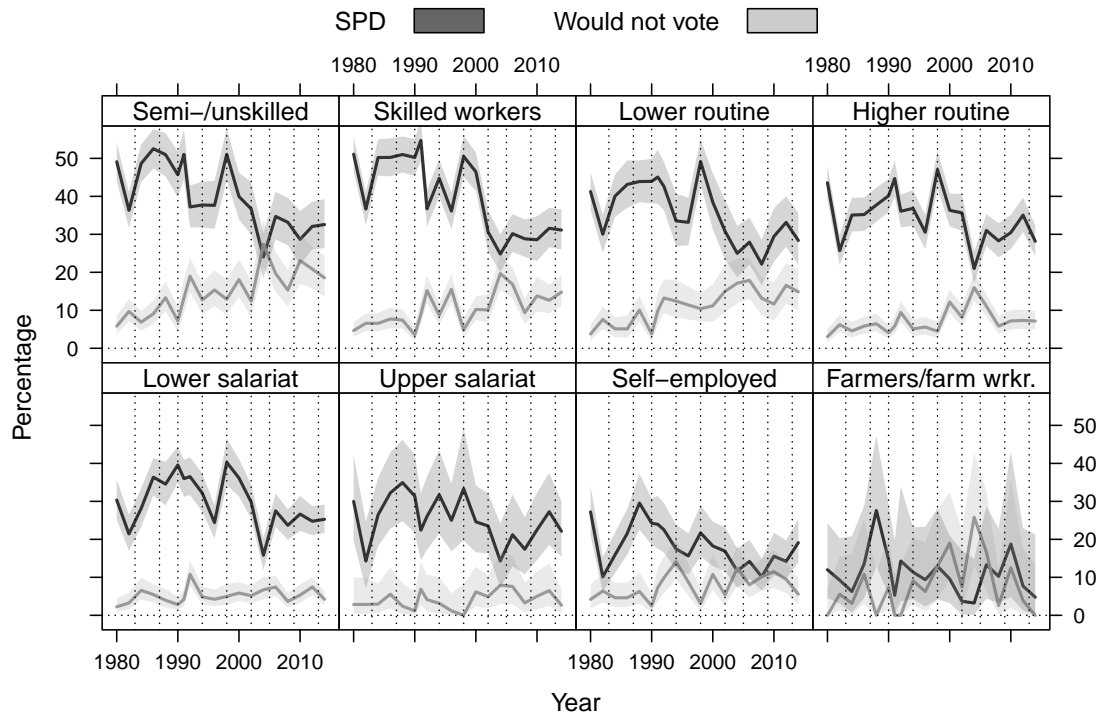 SPD Would not vote
1980 1990 2000 2010 1980 1990 2000 2010
Semi−/unskilled Skilled workers Lower routine Higher routine
50
40
30
20
10
0
Lower salariat Upper salariat Self−employed Farmers/farm wrkr.
50
40
30
20
10
0
1980 1990 2000 2010 1980 1990 2000 2010
Percentage
Year